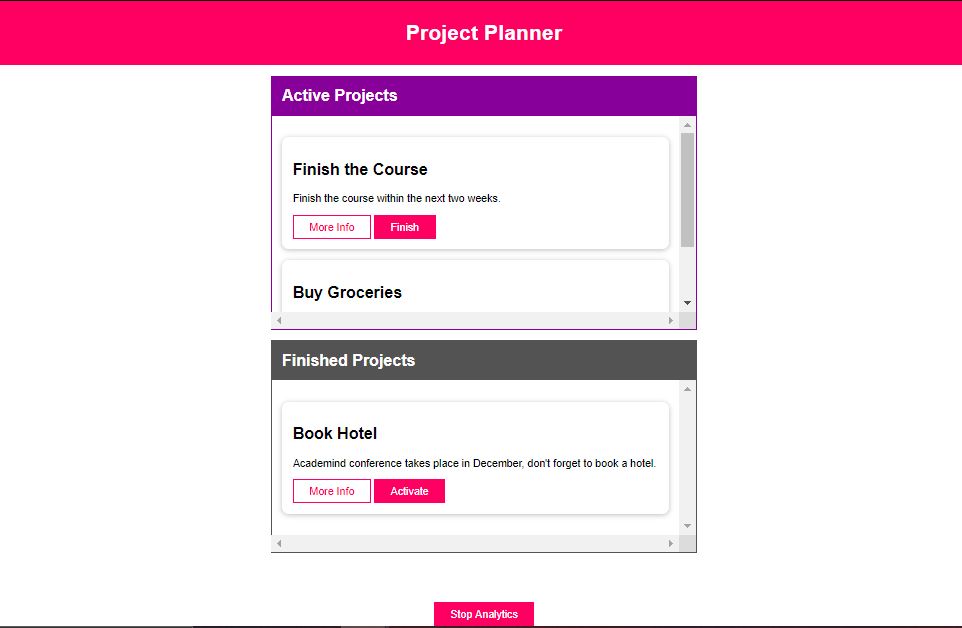 Project Planner
Active Projects
Finish the Course
Finish the course within the next two weeks.
More Info Finish
Buy Groceries
Finished Projects
Book Hotel
Academind conference takes place in December, don't forget to book a hotel.
More Info Activate
Stop Analytics